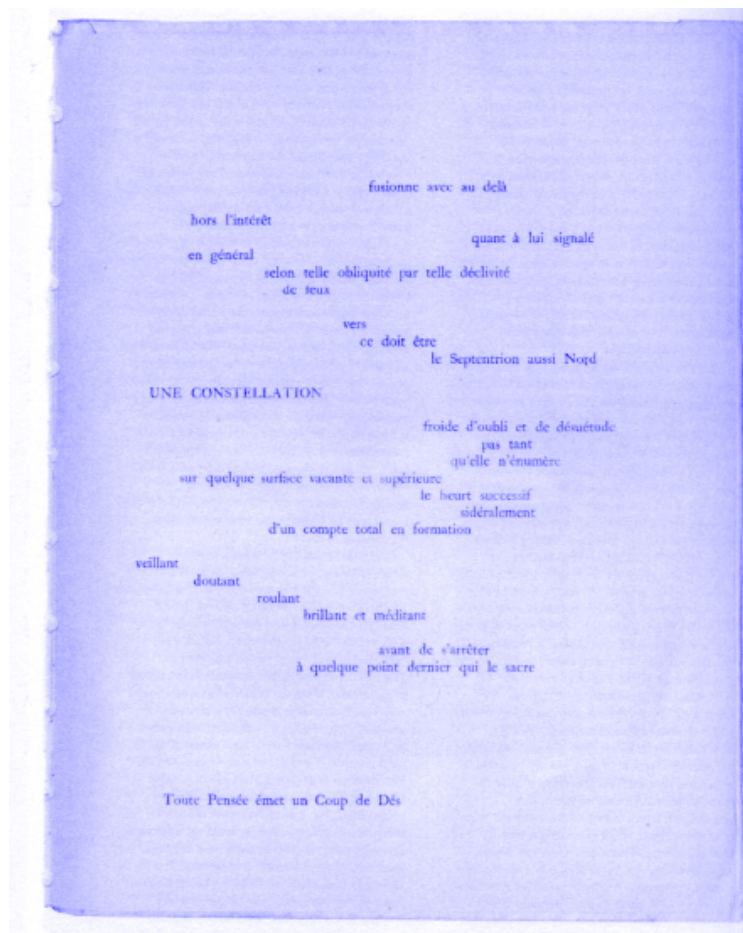 fusionne avec au delà
hors l'intérêt
quant à lui signalé
en général
selon telle obliquité par telle déclivité
de feux
vers
ce doit être
le Septentrion aussi Nord
UNE CONSTELLATION
froide d'oubli et de désuétude
pas tant
qu'elle n'énumère
sur quelque surface vacante et supérieure
le heurt successif
sidéralement
d'un compte total en formation
veillant
doutant
roulant
brillant et méditant
avant de s'arrêter
à quelque point dernier qui le sacre
Toute Pensée émet un Coup de Dés